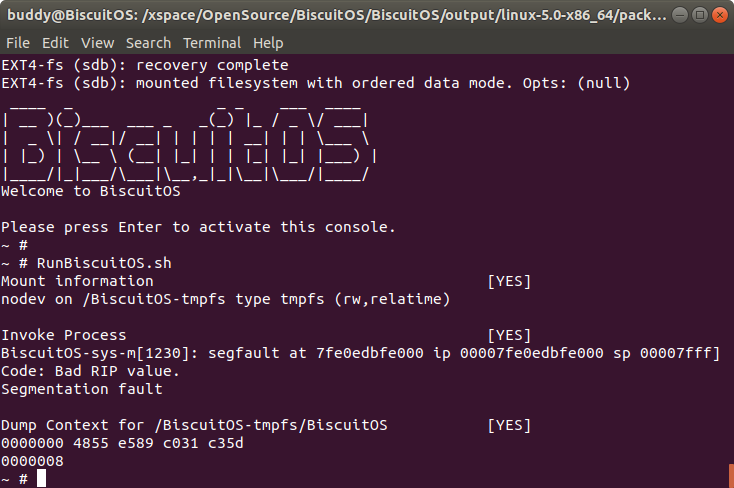 buddy@BiscuitOS: /xspace/OpenSource/BiscuitOS/BiscuitOS/output/linux-5.0-x86_64/pack...
File Edit View Search Terminal Help
EXT4-fs (sdb): recovery complete
EXT4-fs (sdb): mounted filesystem with ordered data mode. Opts: (null)
BiscuitOS
Welcome to BiscuitOS
Please press Enter to activate this console.
~ #
~ # RunBiscuitOS.sh
Mount information [YES]
nodev on /BiscuitOS-tmpfs type tmpfs (rw,relatime)
Invoke Process [YES]
BiscuitOS-sys-m[1230]: segfault at 7fe0edbfe000 ip 00007fe0edbfe000 sp 00007fff]
Code: Bad RIP value.
Segmentation fault
Dump Context for /BiscuitOS-tmpfs/BiscuitOS [YES]
0000000 4855 e589 c031 c35d
0000008
~ #